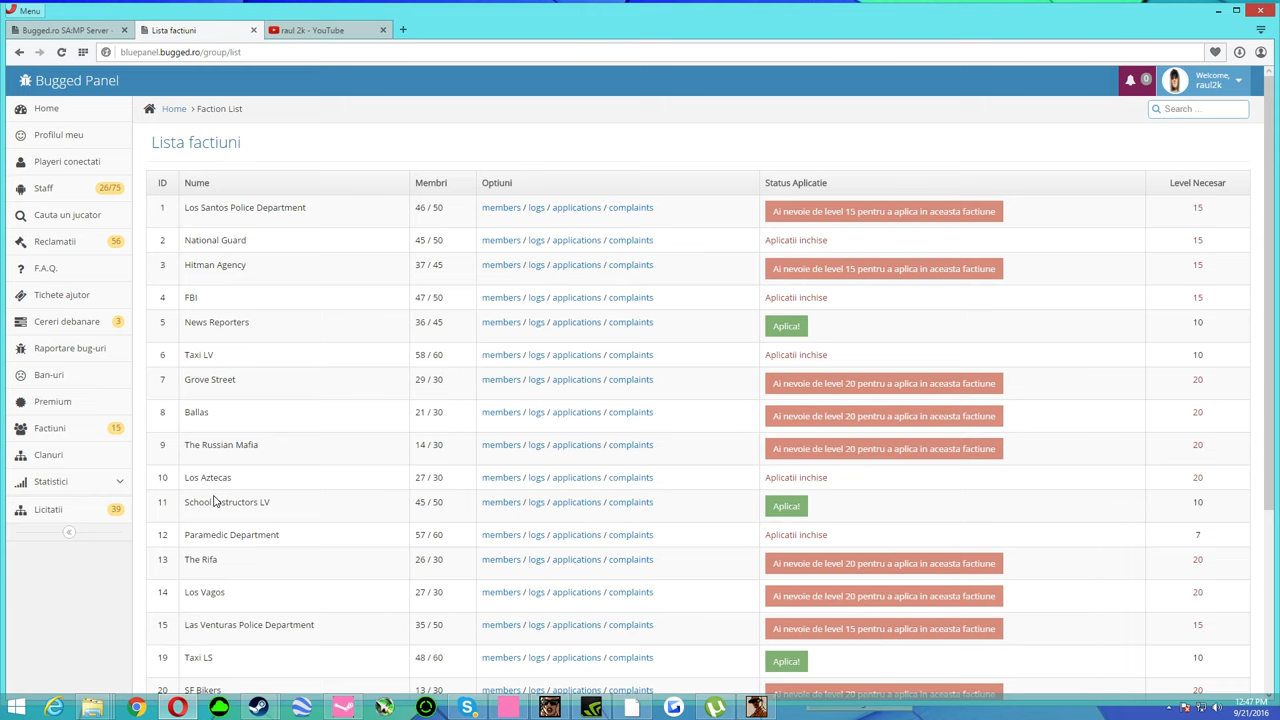 Menu
Bugged.ro SA:MP Server -
Lista factiuni
raul 2k - YouTube
bluepanel.bugged.ro/group/list
Bugged Panel
0
Welcome,
raul2k
Home
Profilul meu
Playeri conectati
Staff 26/75
Cauta un jucator
Reclamatii 56
F.A.Q.
Tichete ajutor
Cereri debanare 3
Raportare bug-uri
Ban-uri
Premium
Factiuni 15
Clanuri
Statistici
Licitatii 39
Home > Faction List
Search ...
Lista factiuni
ID Nume Membri Optiuni Status Aplicatie Level Necesar
1 Los Santos Police Department 46 / 50 members / logs / applications / complaints Ai nevoie de level 15 pentru a aplica in aceasta factiune 15
2 National Guard 45 / 50 members / logs / applications / complaints Aplicatii inchise 15
3 Hitman Agency 37 / 45 members / logs / applications / complaints Ai nevoie de level 15 pentru a aplica in aceasta factiune 15
4 FBI 47 / 50 members / logs / applications / complaints Aplicatii inchise 15
5 News Reporters 36 / 45 members / logs / applications / complaints Aplica! 10
6 Taxi LV 58 / 60 members / logs / applications / complaints Aplicatii inchise 10
7 Grove Street 29 / 30 members / logs / applications / complaints Ai nevoie de level 20 pentru a aplica in aceasta factiune 20
8 Ballas 21 / 30 members / logs / applications / complaints Ai nevoie de level 20 pentru a aplica in aceasta factiune 20
9 The Russian Mafia 14 / 30 members / logs / applications / complaints Ai nevoie de level 20 pentru a aplica in aceasta factiune 20
10 Los Aztecas 27 / 30 members / logs / applications / complaints Aplicatii inchise 20
11 School Instructors LV 45 / 50 members / logs / applications / complaints Aplica! 10
12 Paramedic Department 57 / 60 members / logs / applications / complaints Aplicatii inchise 7
13 The Rifa 26 / 30 members / logs / applications / complaints Ai nevoie de level 20 pentru a aplica in aceasta factiune 20
14 Los Vagos 27 / 30 members / logs / applications / complaints Ai nevoie de level 20 pentru a aplica in aceasta factiune 20
15 Las Venturas Police Department 35 / 50 members / logs / applications / complaints Ai nevoie de level 15 pentru a aplica in aceasta factiune 15
19 Taxi LS 48 / 60 members / logs / applications / complaints Aplica! 10
20 SF Bikers 13 / 30 members / logs / applications / complaints Ai nevoie de level 20 pentru a aplica in aceasta factiune 20
12:47 PM
9/21/2016